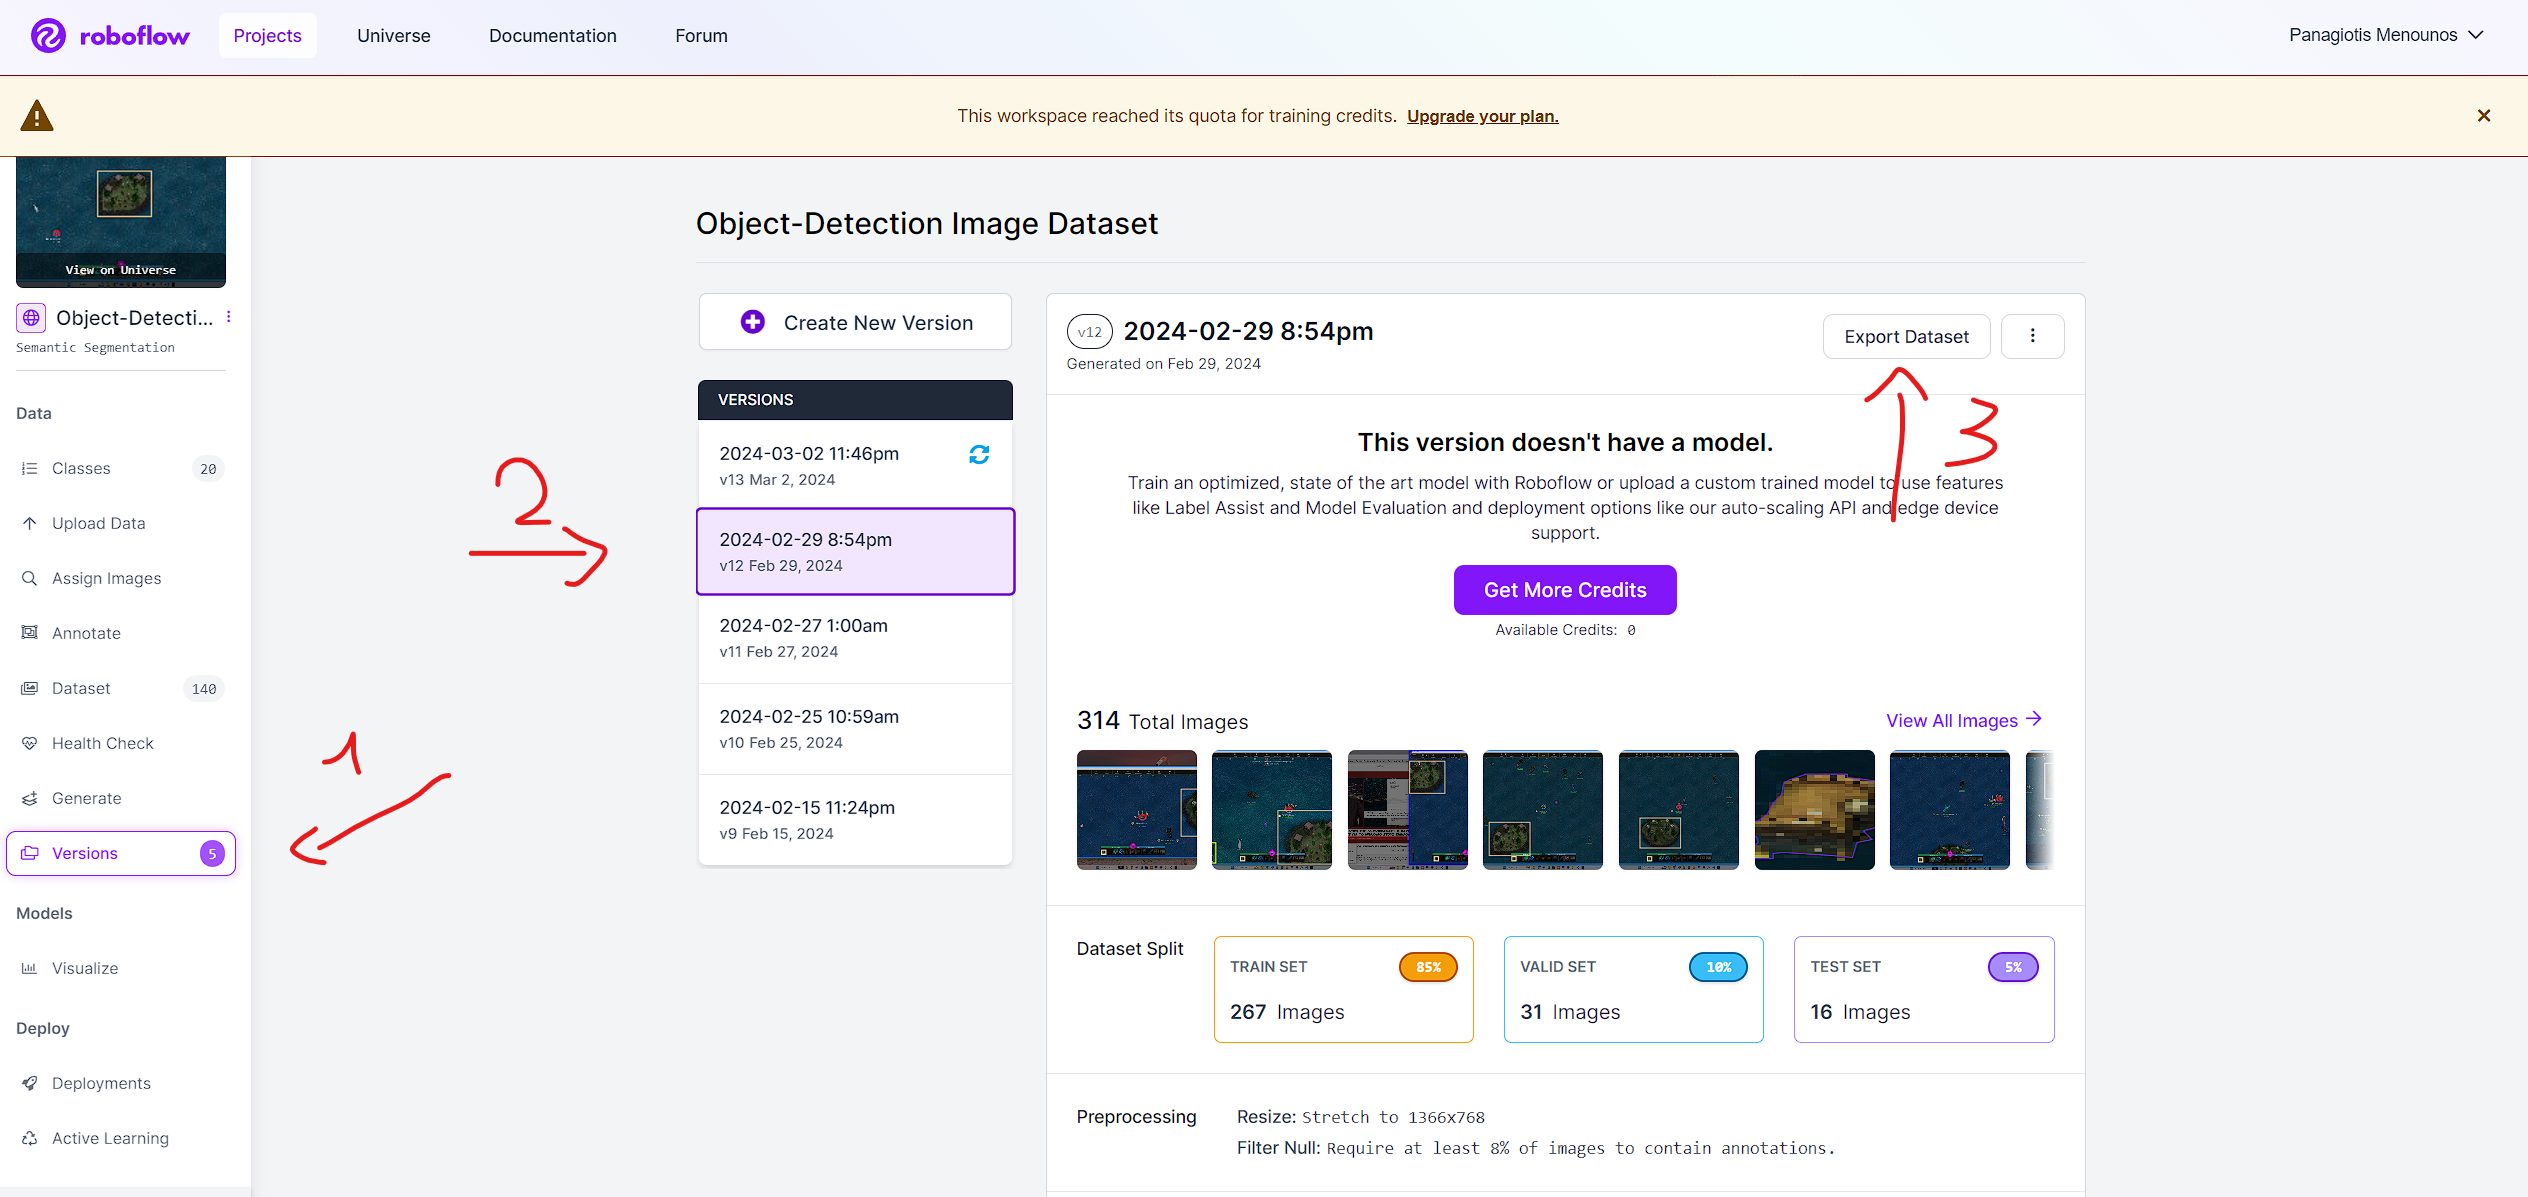 roboflow
Projects
Universe
Documentation
Forum
Panagiotis Menounos
This workspace reached its quota for training credits. Upgrade your plan.
View on Universe
Object-Detecti...
Semantic Segmentation
Data
Classes 20
Upload Data
Assign Images
Annotate
Dataset 140
Health Check
Generate
Versions 5
Models
Visualize
Deploy
Deployments
Active Learning
1
2
3
Object-Detection Image Dataset
Create New Version
VERSIONS
2024-03-02 11:46pm
v13 Mar 2, 2024
2024-02-29 8:54pm
v12 Feb 29, 2024
2024-02-27 1:00am
v11 Feb 27, 2024
2024-02-25 10:59am
v10 Feb 25, 2024
2024-02-15 11:24pm
v9 Feb 15, 2024
v12 2024-02-29 8:54pm
Generated on Feb 29, 2024
Export Dataset
This version doesn't have a model.
Train an optimized, state of the art model with Roboflow or upload a custom trained model to use features
like Label Assist and Model Evaluation and deployment options like our auto-scaling API and edge device
support.
Get More Credits
Available Credits: 0
314 Total Images
View All Images
Dataset Split
TRAIN SET 85%
267 Images
VALID SET 10%
31 Images
TEST SET 5%
16 Images
Preprocessing
Resize: Stretch to 1366x768
Filter Null: Require at least 8% of images to contain annotations.